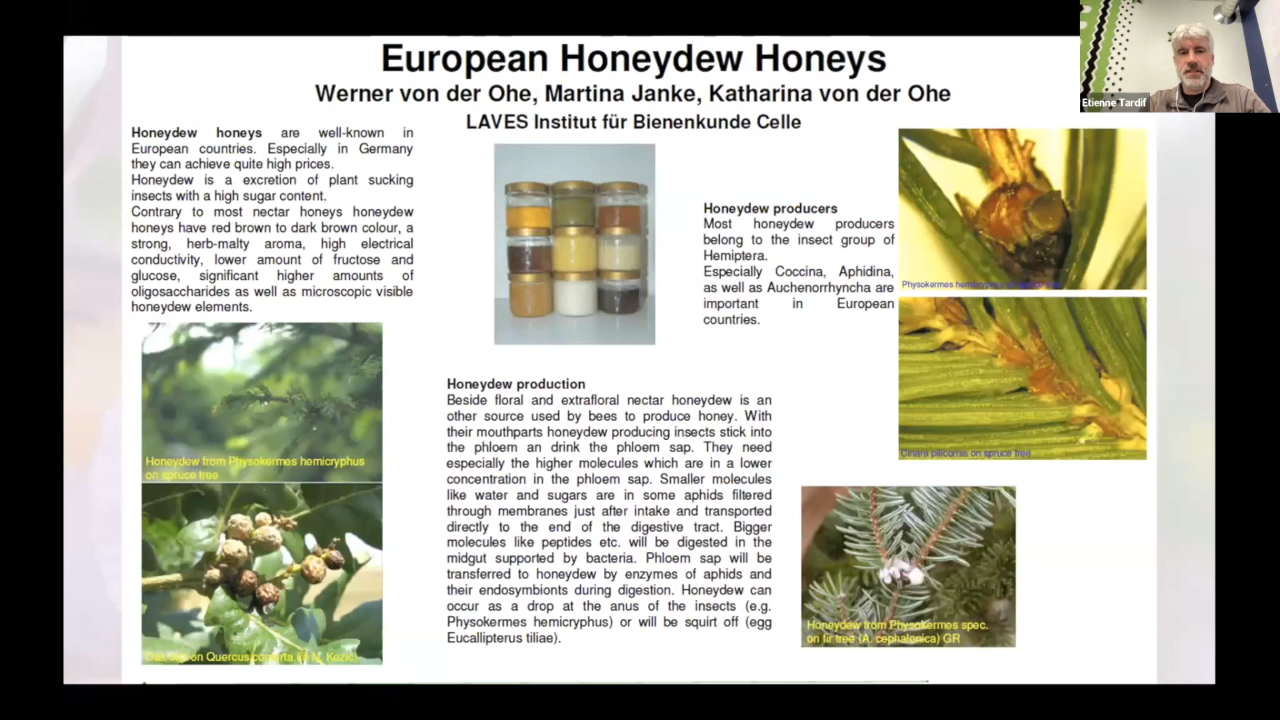 European Honeydew Honeys
Werner von der Ohe, Martina Janke, Katharina von der Ohe
LAVES Institut für Bienenkunde Celle
Etienne Tardif
Honeydew honeys are well-known in
European countries. Especially in Germany
they can achieve quite high prices.
Honeydew is a excretion of plant sucking
insects with a high sugar content.
Contrary to most nectar honeys honeydew
honeys have red brown to dark brown colour, a
strong, herb-malty aroma, high electrical
conductivity, lower amount of fructose and
glucose, significant higher amounts of
oligosaccharides as well as microscopic visible
honeydew elements.
Honeydew from Physokermes hemicryphus
on spruce tree
on Quercus
Kezic)
Honeydew production
Beside floral and extrafloral nectar honeydew is an
other source used by bees to produce honey. With
their mouthparts honeydew producing insects stick into
the phloem an drink the phloem sap. They need
especially the higher molecules which are in a lower
concentration in the phloem sap. Smaller molecules
like water and sugars are in some aphids filtered
through membranes just after intake and transported
directly to the end of the digestive tract. Bigger
molecules like peptides etc. will be digested in the
midgut supported by bacteria. Phloem sap will be
transferred to honeydew by enzymes of aphids and
their endosymbionts during digestion. Honeydew can
occur as a drop at the anus of the insects (e.g.
Physokermes hemicryphus) or will be squirt off (egg
Eucallipterus tiliae).
Honeydew producers
Most honeydew producers
belong to the insect group of
Hemiptera.
Especially Coccina, Aphidina,
as well as Auchenorrhyncha are
important in European
countries.
Physokermes hemicryphus on spruce tree
Cinara pilicornis on spruce tree
Honeydew from Physokermes spec.
on fir tree (A. cephalonica) GR